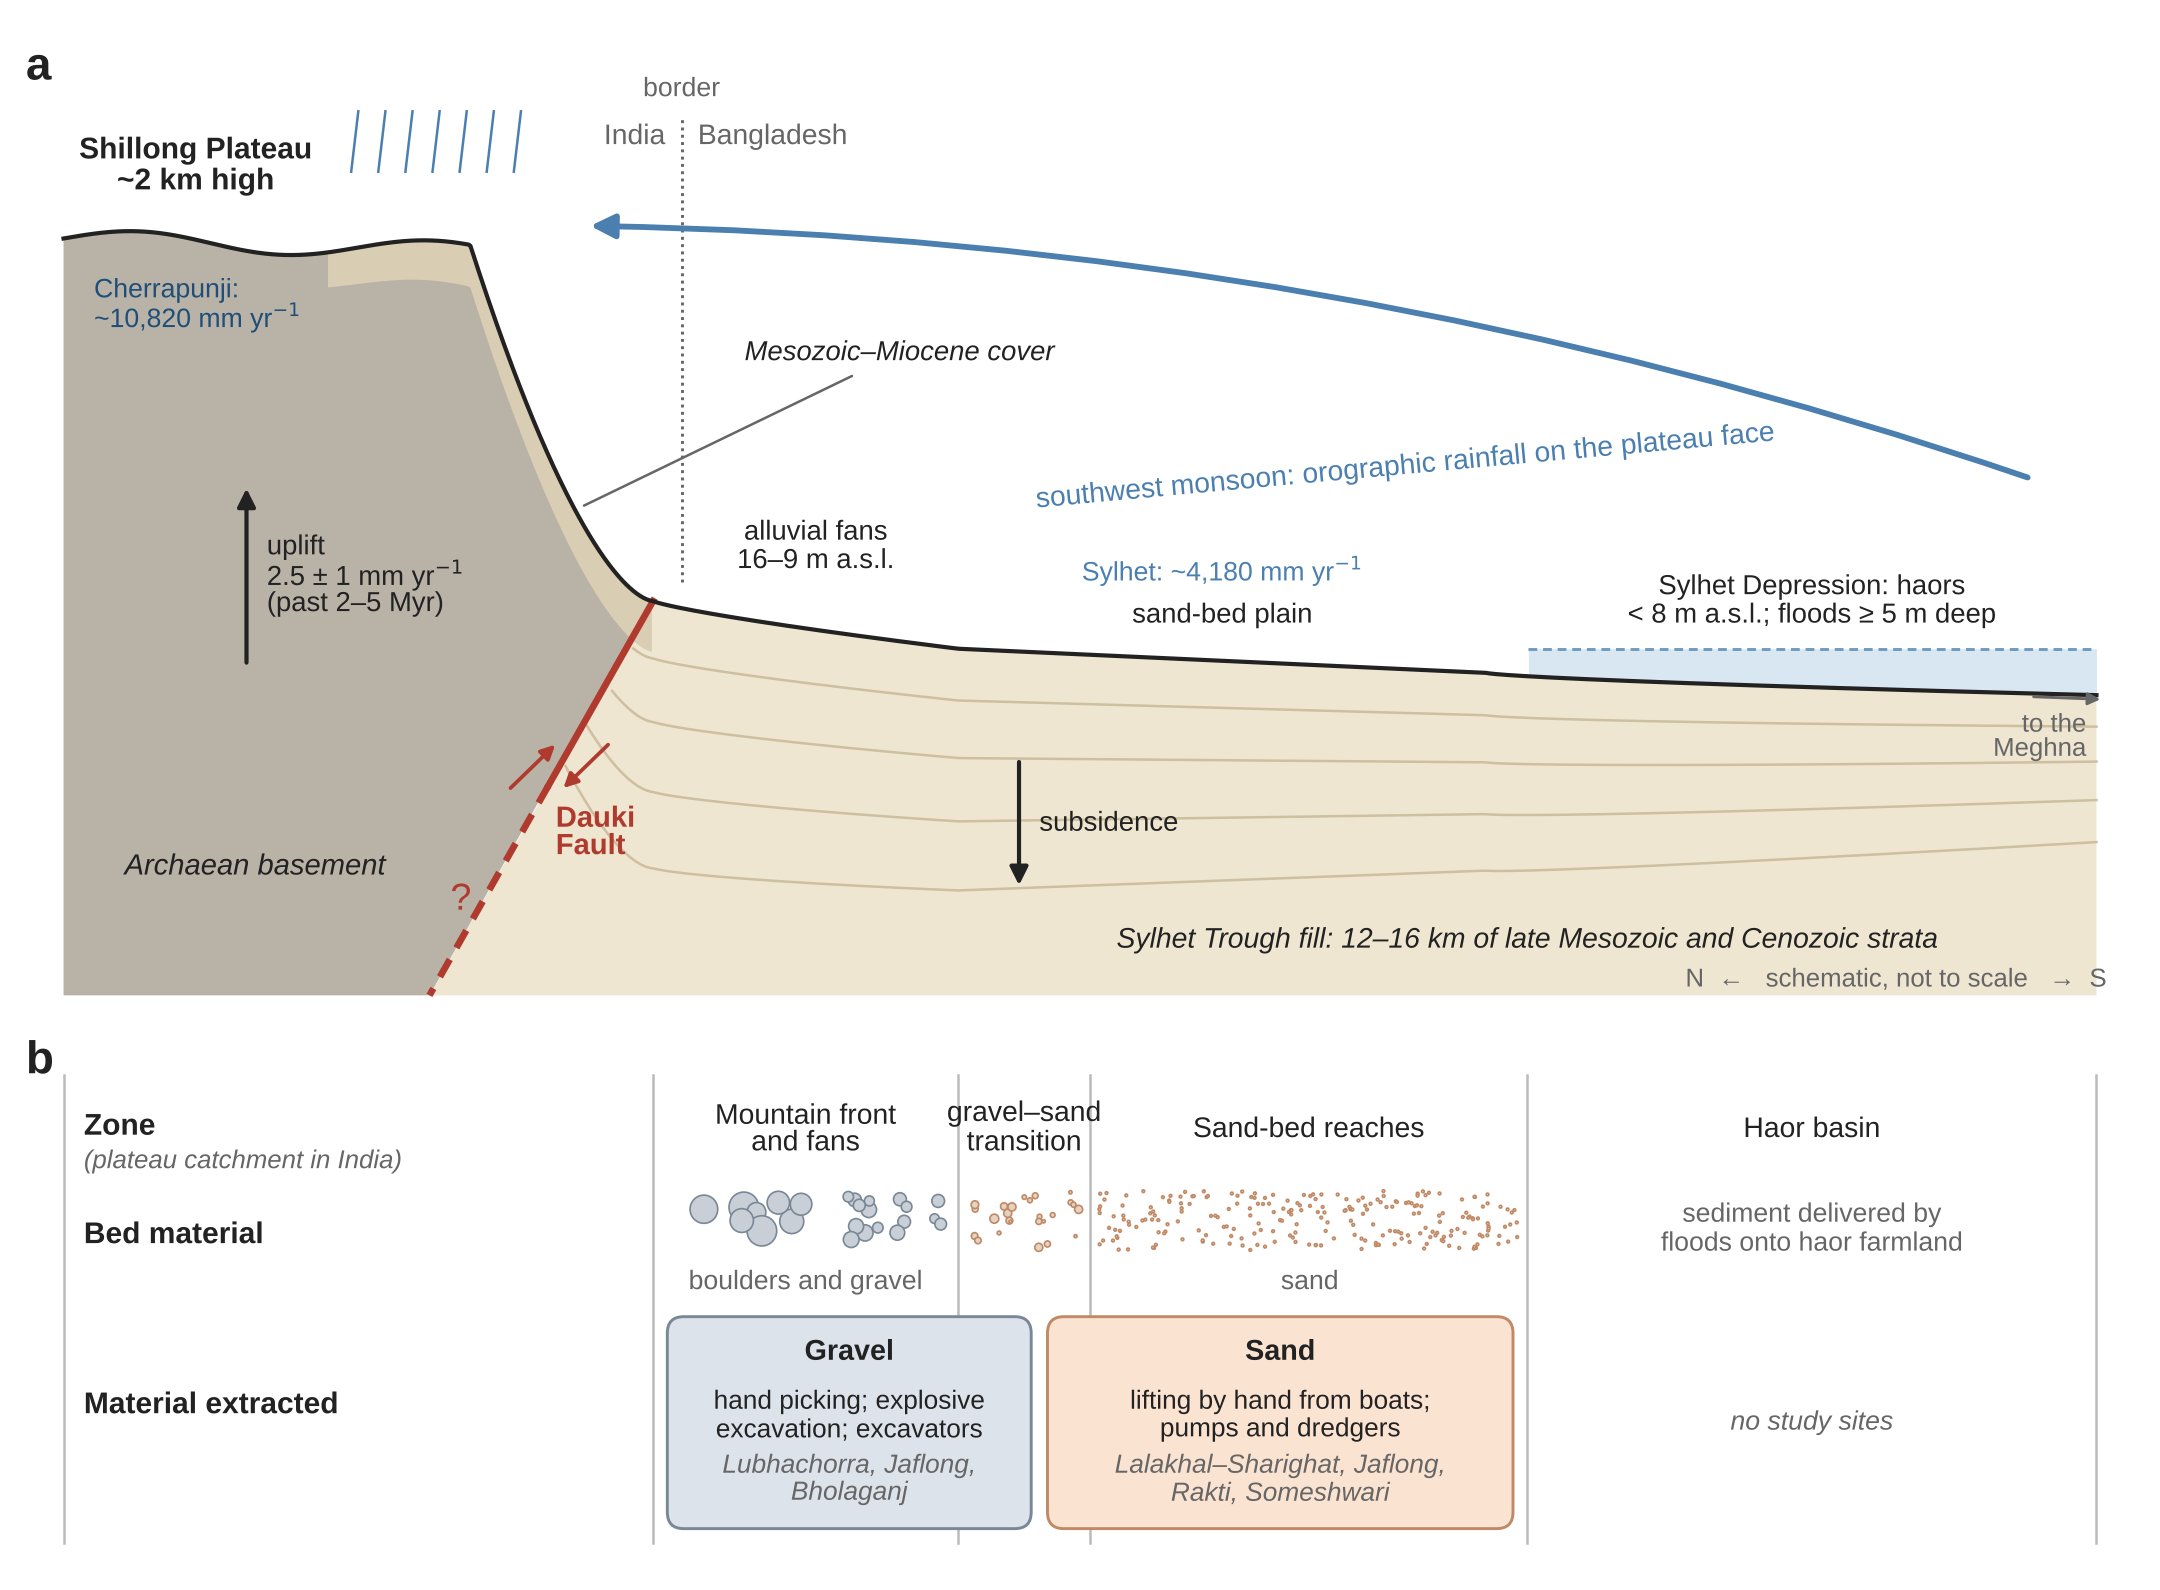 a
border
India Bangladesh
Shillong Plateau
~2 km high
Cherrapunji:
~10,820 mm yr⁻¹
Mesozoic–Miocene cover
southwest monsoon: orographic rainfall on the plateau face
alluvial fans
16–9 m a.s.l.
Sylhet: ~4,180 mm yr⁻¹
sand-bed plain
Sylhet Depression: haors
< 8 m a.s.l.; floods ≥ 5 m deep
uplift
2.5 ± 1 mm yr⁻¹
(past 2–5 Myr)
to the
Meghna
Dauki
Fault
subsidence
Archaean basement
?
Sylhet Trough fill: 12–16 km of late Mesozoic and Cenozoic strata
N ← schematic, not to scale → S
b
Zone
(plateau catchment in India)
Mountain front
and fans
gravel–sand
transition
Sand-bed reaches
Haor basin
Bed material
boulders and gravel
sand
sediment delivered by
floods onto haor farmland
Material extracted
Gravel
hand picking; explosive
excavation; excavators
Lubhachorra, Jaflong,
Bholaganj
Sand
lifting by hand from boats;
pumps and dredgers
Lalakhal–Sharighat, Jaflong,
Rakti, Someshwari
no study sites